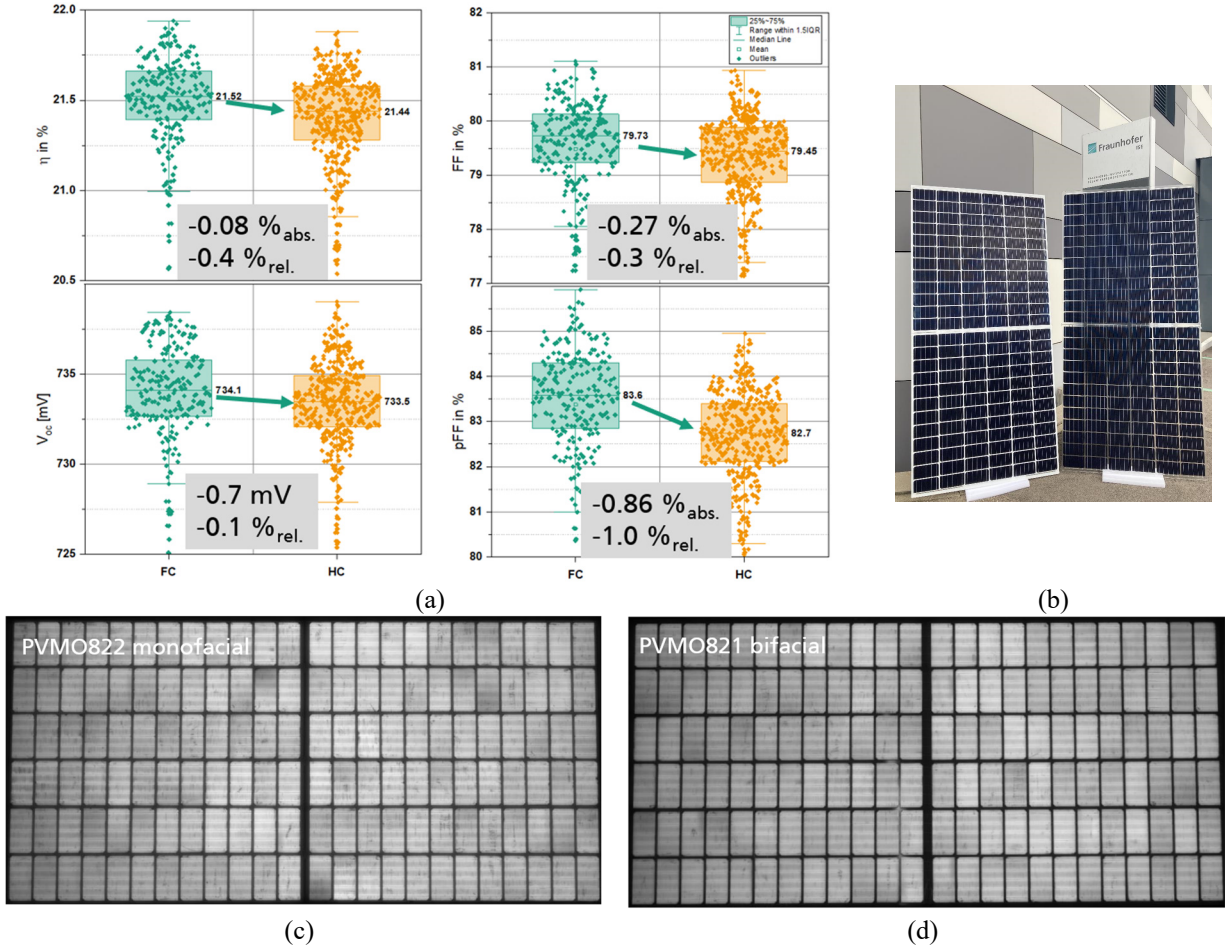 22.0
21.5
21.0
20.5
η in %
21.52
21.44
-0.08 %abs.
-0.4 %rel.
82
81
80
79
78
77
FF in %
25%~75%
Range within 1.5IQR
Median Line
Mean
Outliers
79.73
79.45
-0.27 %abs.
-0.3 %rel.
735
730
725
Voc [mV]
734.1
733.5
-0.7 mV
-0.1 %rel.
FC
HC
85
84
83
82
81
80
pFF in %
83.6
82.7
-0.86 %abs.
-1.0 %rel.
FC
HC
Fraunhofer
ISE
(a)
(b)
PVMO822 monofacial
PVMO821 bifacial
(c)
(d)